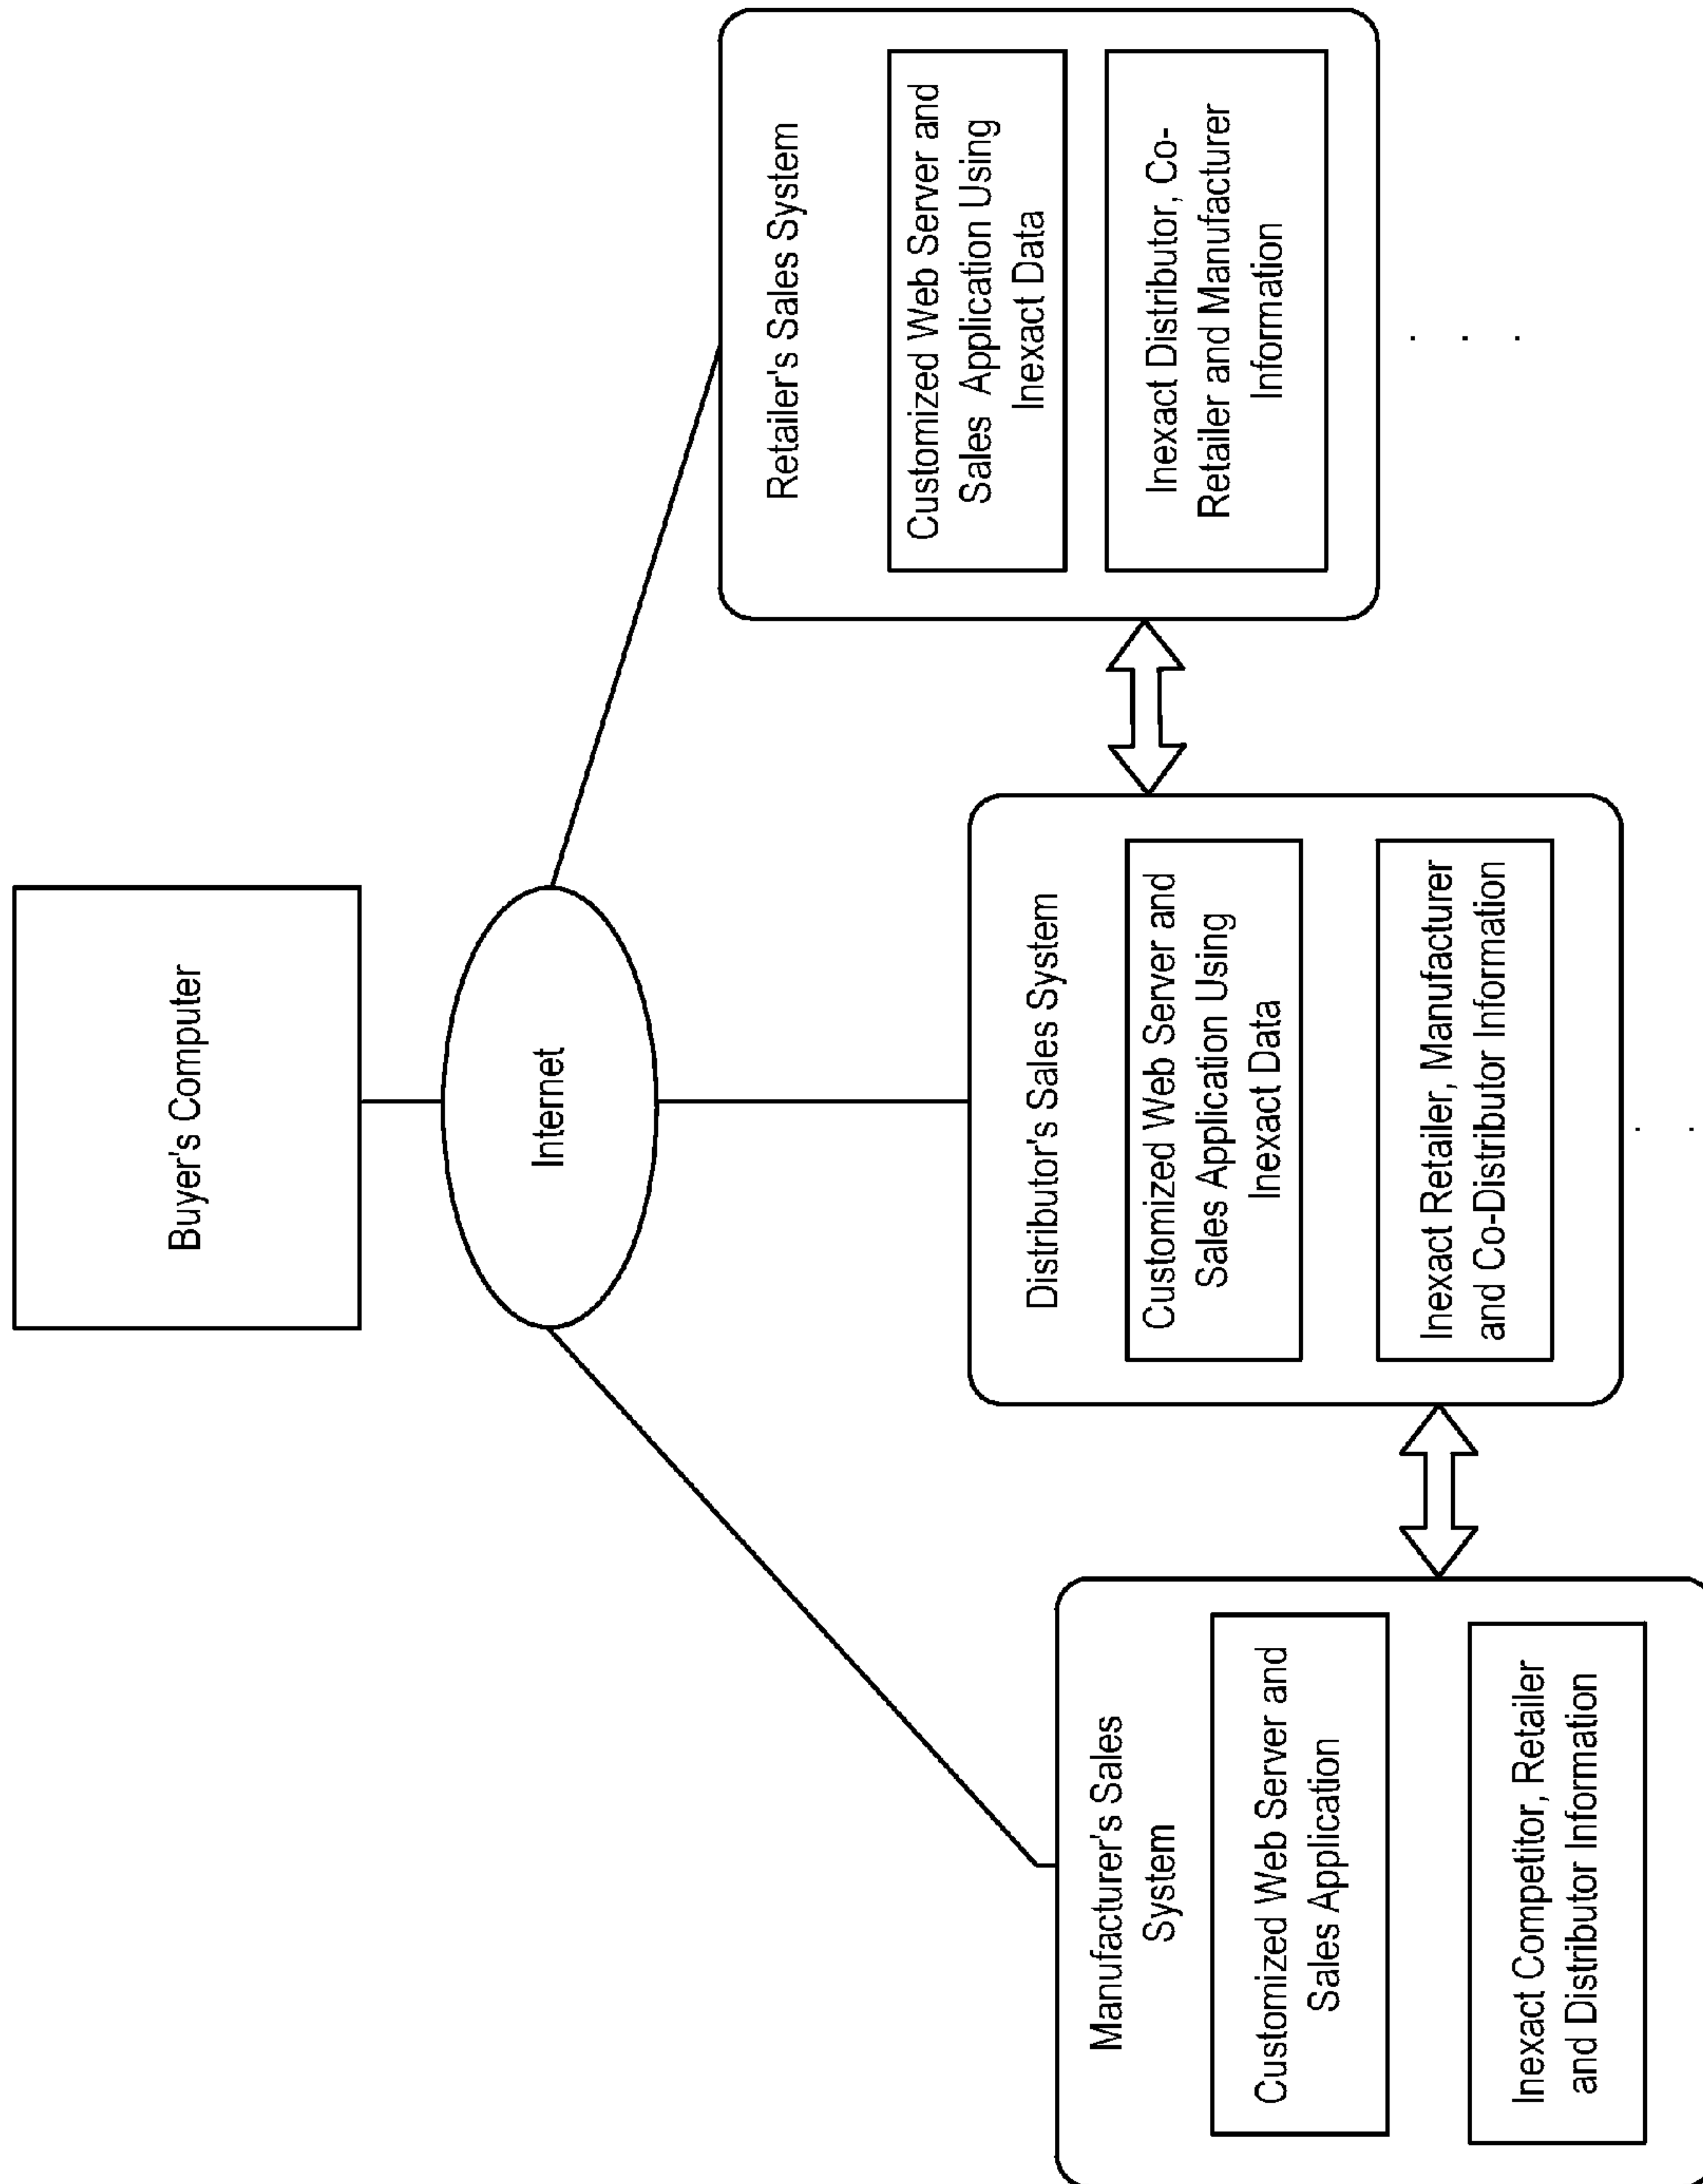 Buyer's Computer
Internet
Manufacturer's Sales
System
Customized Web Server and
Sales Application
Inexact Competitor, Retailer
and Distributor Information
Distributor's Sales System
Customized Web Server and
Sales Application Using
Inexact Data
Inexact Retailer, Manufacturer
and Co-Distributor Information
. .
Retailer's Sales System
Customized Web Server and
Sales Application Using
Inexact Data
Inexact Distributor, Co-
Retailer and Manufacturer
Information
. . .